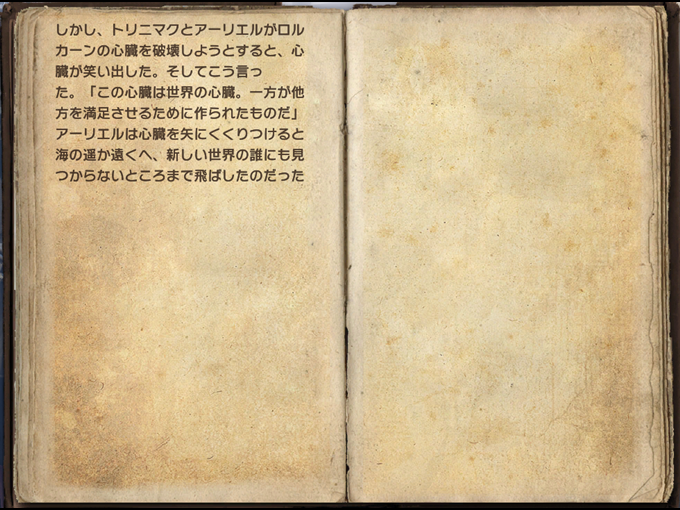 しかし、トリニマクとアーリエルがロル
カーンの心臓を破壊しようとすると、心
臓が笑い出した。そしてこう言っ
た。「この心臓は世界の心臓。一方が他
方を満足させるために作られたものだ」
アーリエルは心臓を矢にくくりつけると
海の遥か遠くへ、新しい世界の誰にも見
つからないところまで飛ばしたのだった